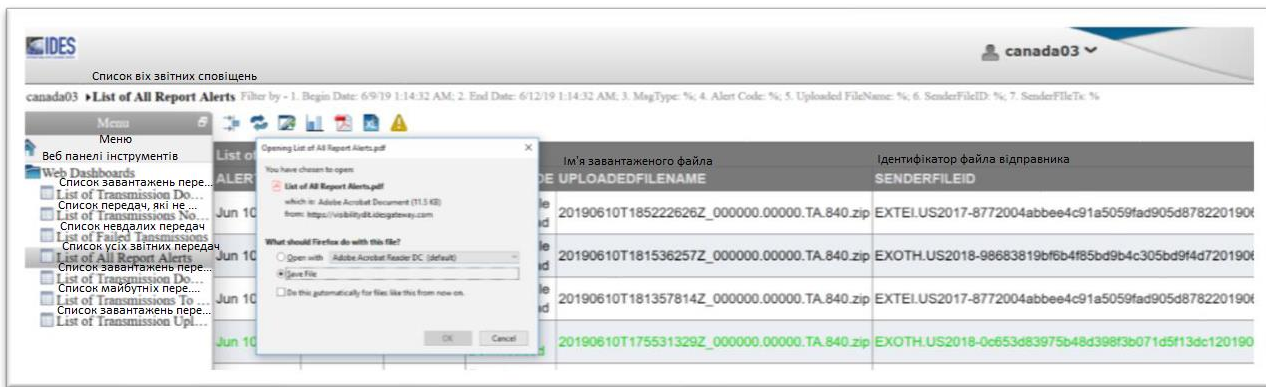 IDES
canada03
Список віх звітних сповіщень
canada03 ▸List of All Report Alerts Filter by - 1. Begin Date: 6/9/19 1:14:32 AM; 2. End Date: 6/12/19 1:14:32 AM; 3. MsgType: %; 4. Alert Code: %; 5. Uploaded FileName: %; 6. SenderFileID: %; 7. SenderFIleTs: %
Menu
Меню
Веб панелі інструментів
Web Dashboards
Список завантажень пере...
List of Transmission Do...
Список передач, які не ...
List of Transmissions No...
Список невдалих передач
List of Failed Tansmissions
Список усіх звітних передач
List of All Report Alerts
Список завантажень пере...
List of Transmission Do...
Список майбутніх пере....
List of Transmissions To ...
Список завантажень пере...
List of Transmission Upl...
List of
ALER
Opening List of All Report Alerts.pdf
You have chosen to open:
List of All Report Alerts.pdf
which is: Adobe Acrobat Document (11.5 KB)
from: https://visibilitydit.idesgateway.com
What should Firefox do with this file?
Open with Adobe Acrobat Reader DC (default)
Save File
Do this automatically for files like this from now on.
OK Cancel
Ім'я завантаженого файла
Ідентифікатор файла відправника
DE UPLOADEDFILENAME SENDERFILEID
Jun 10 20190610T185222626Z_000000.00000.TA.840.zip EXTEI.US2017-8772004abbee4c91a5059fad905d8782201906
Jun 10 20190610T181536257Z_000000.00000.TA.840.zip EXOTH.US2018-98683819bf6b4f85bd9b4c305bd9f4d7201906
Jun 10 20190610T181357814Z_000000.00000.TA.840.zip EXTEI.US2017-8772004abbee4c91a5059fad905d8782201906
Jun 10 20190610T175531329Z_000000.00000.TA.840.zip EXOTH.US2018-0c653d83975b48d398f3b071d5f13dc120190